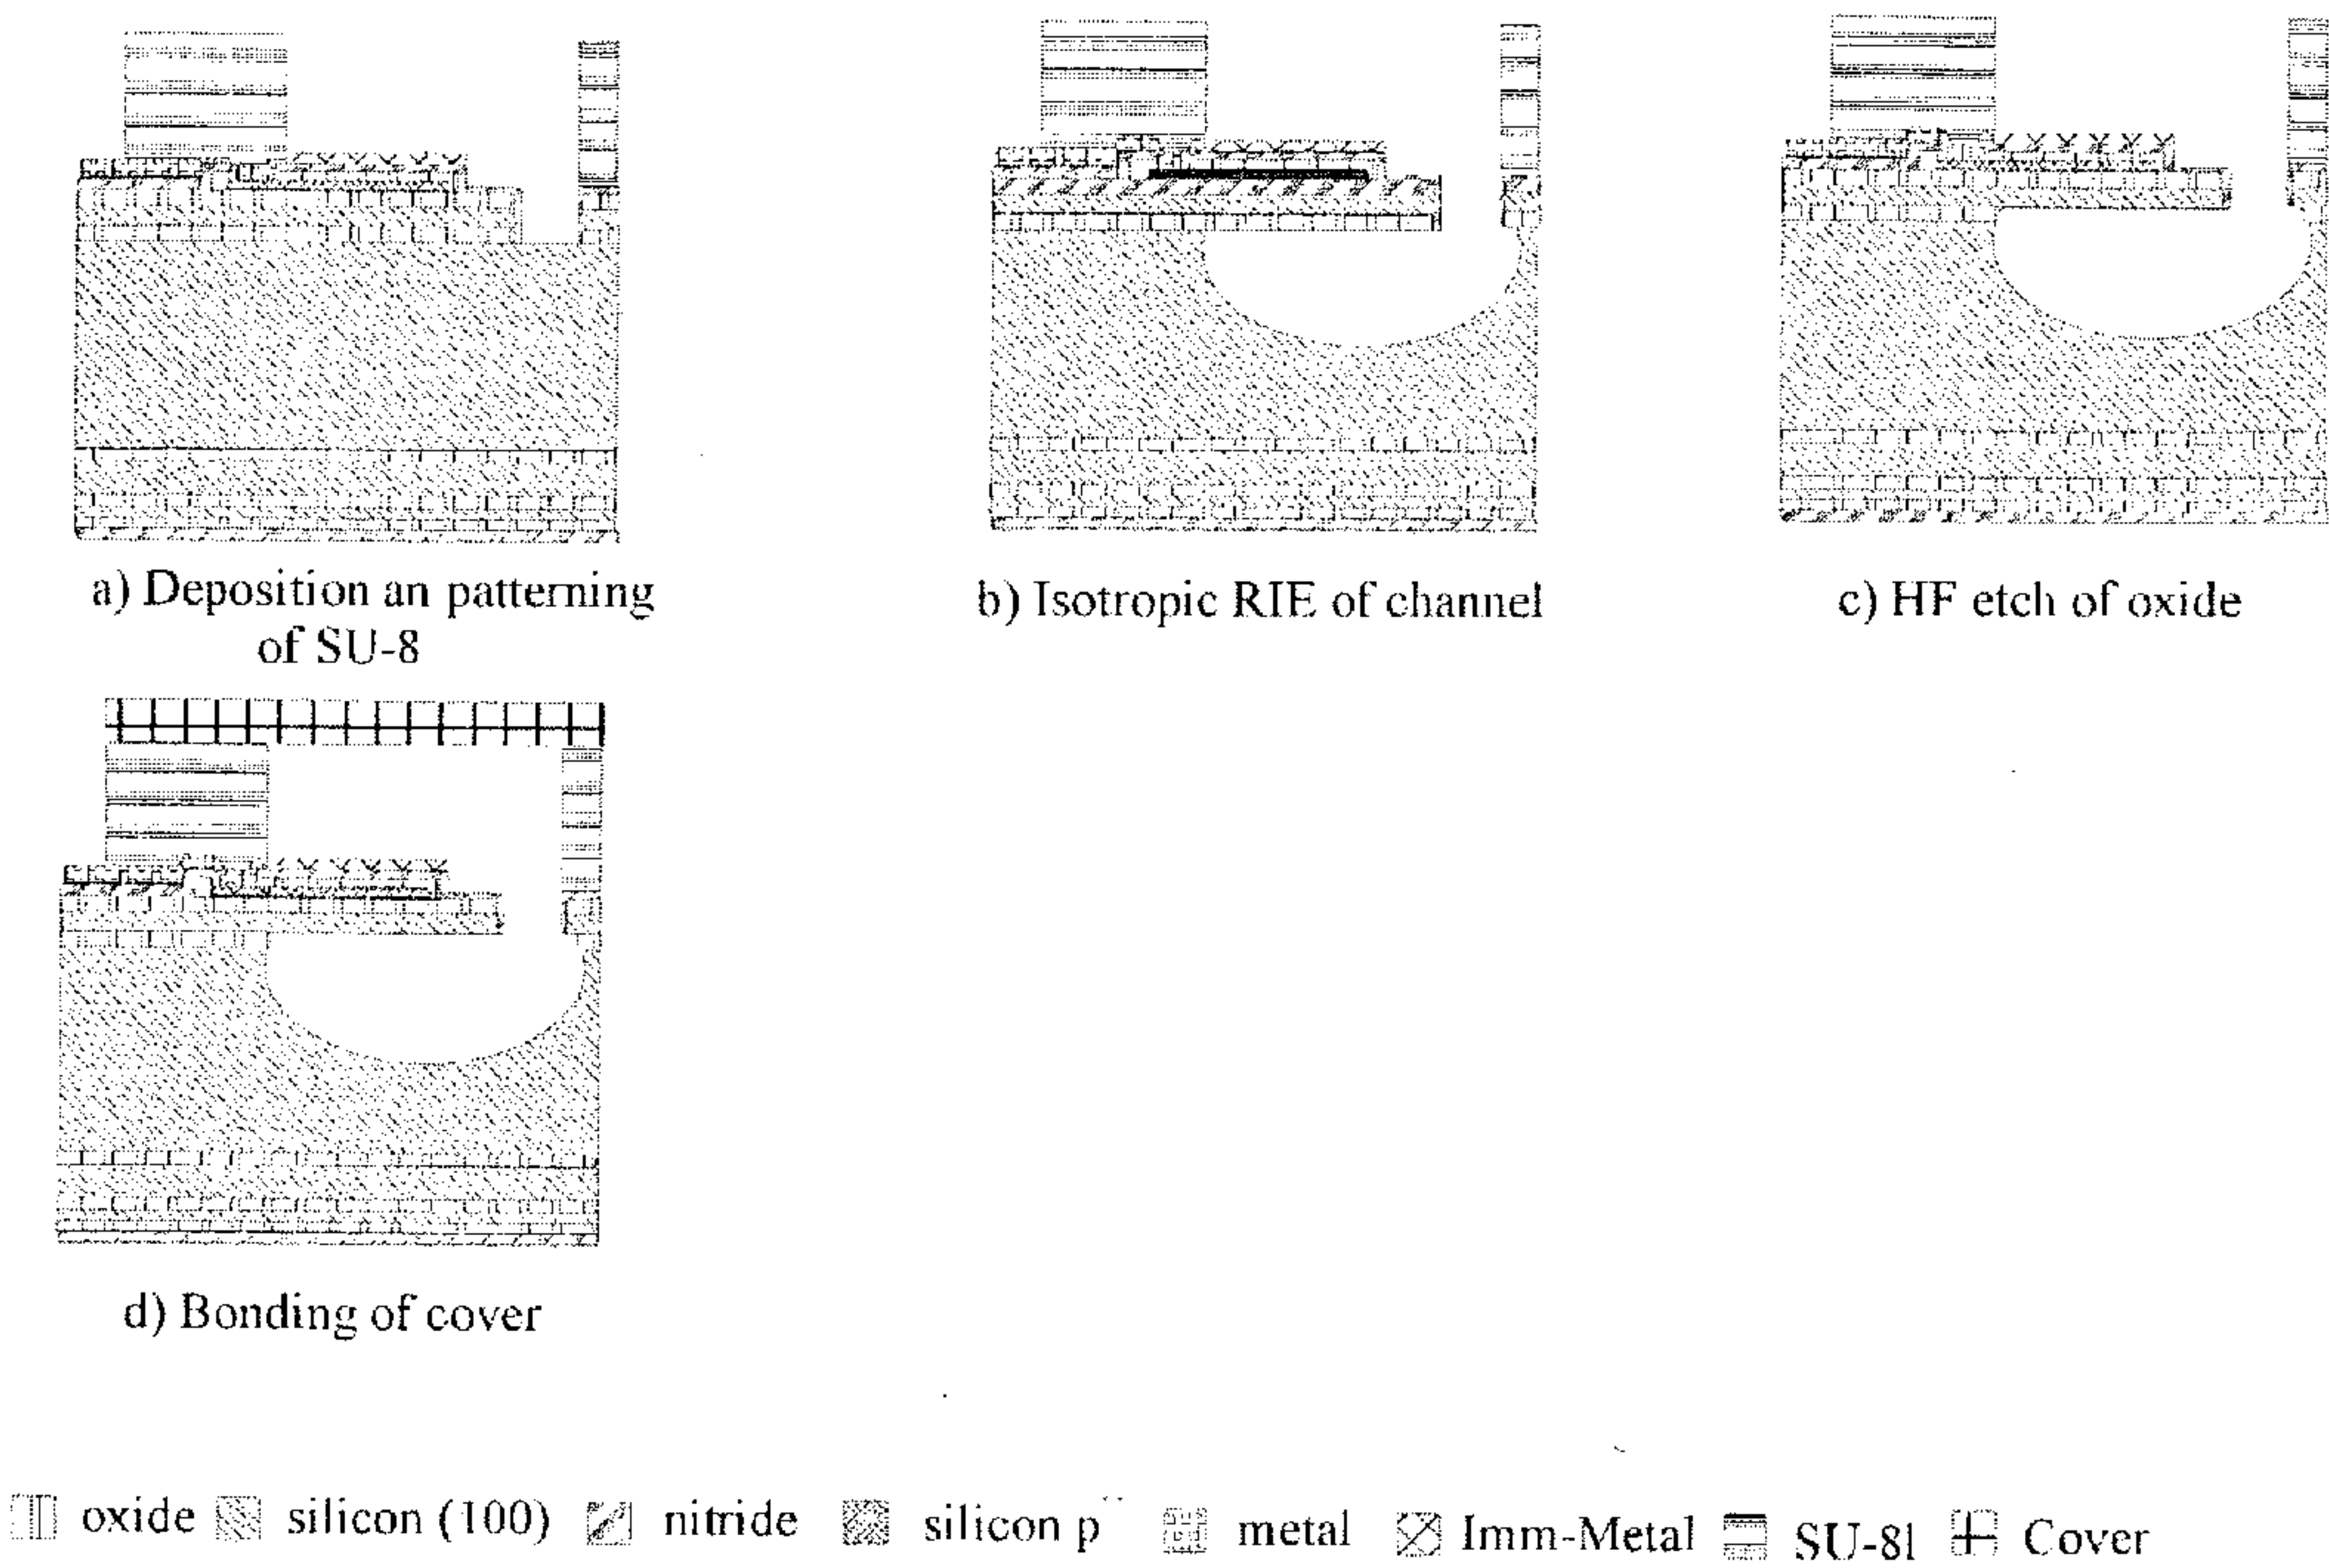 a) Deposition an patterning
of SU-8
b) Isotropic RIE of channel
c) HF etch of oxide
d) Bonding of cover
oxide silicon (100) nitride silicon p metal Imm-Metal SU-8l Cover